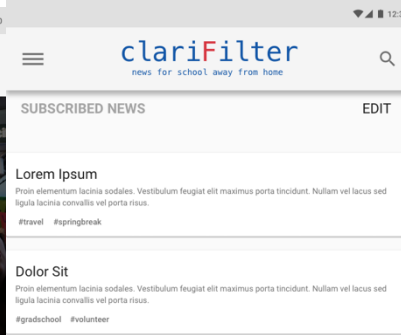 12:3
clariFilter
news for school away from home
SUBSCRIBED NEWS
EDIT
Lorem Ipsum
Proin elementum lacinia sodales. Vestibulum feugiat elit maximus porta tincidunt. Nullam vel lacus sed
ligula lacinia convallis vel porta risus.
#travel #springbreak
Dolor Sit
Proin elementum lacinia sodales. Vestibulum feugiat elit maximus porta tincidunt. Nullam vel lacus sed
ligula lacinia convallis vel porta risus.
#gradschool #volunteer